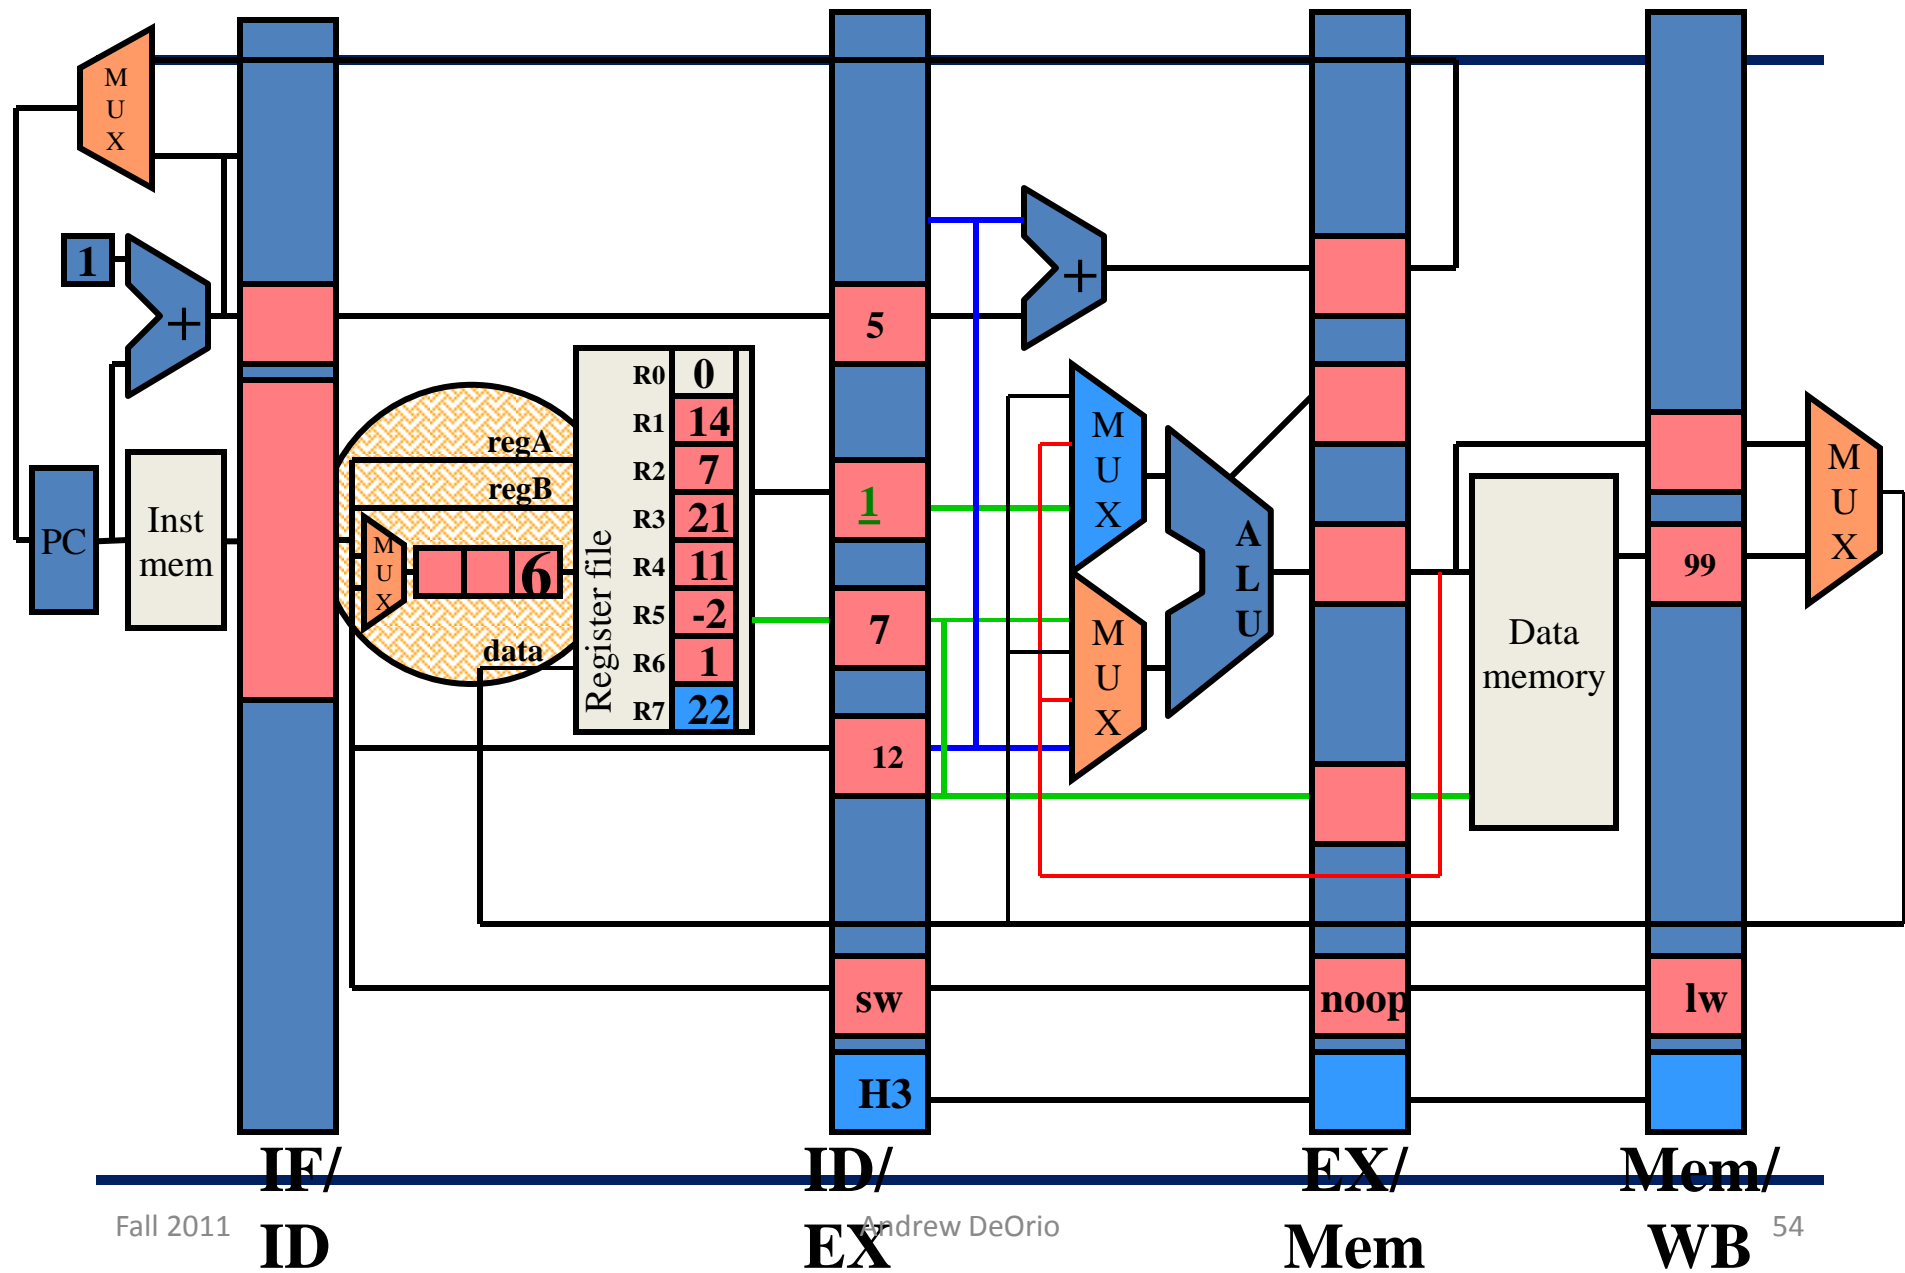 M
U
X
1
+
PC
Inst
mem
regA
regB
M
U
X
6
data
Register file
R0 0
R1 14
R2 7
R3 21
R4 11
R5 -2
R6 1
R7 22
5
1
7
12
sw
H3
+
M
U
X
M
U
X
A
L
U
noop
Data
memory
99
lw
M
U
X
IF/
ID
ID/
EX
EX/
Mem
Mem/
WB
Fall 2011
Andrew DeOrio
54